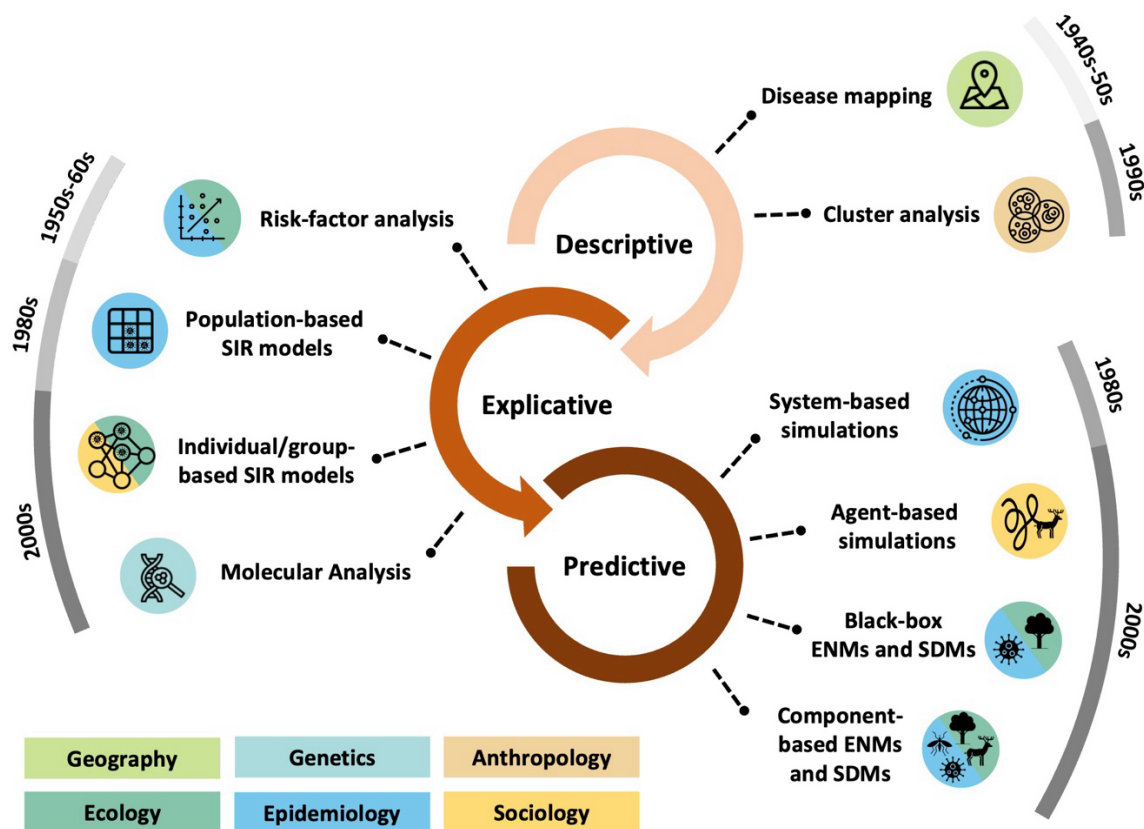 Disease mapping
1940s-50s
Cluster analysis
1990s
Descriptive
1950s-60s
Risk-factor analysis
1980s
Population-based
SIR models
Explicative
Individual/group-
based SIR models
2000s
Molecular Analysis
System-based
simulations
1980s
Agent-based
simulations
Predictive
Black-box
ENMs and SDMs
2000s
Component-
based ENMs
and SDMs
Geography
Genetics
Anthropology
Ecology
Epidemiology
Sociology